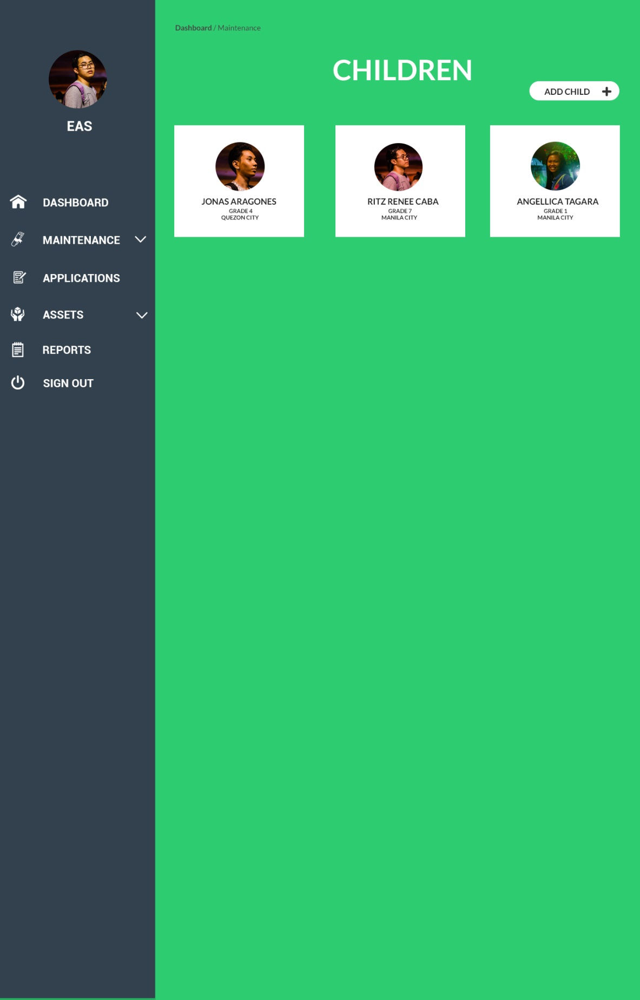 Dashboard / Maintenance
CHILDREN
ADD CHILD
EAS
DASHBOARD
MAINTENANCE
APPLICATIONS
ASSETS
REPORTS
SIGN OUT
JONAS ARAGONES
GRADE 4
QUEZON CITY
RITZ RENEE CABA
GRADE 7
MANILA CITY
ANGELLICA TAGARA
GRADE 1
MANILA CITY